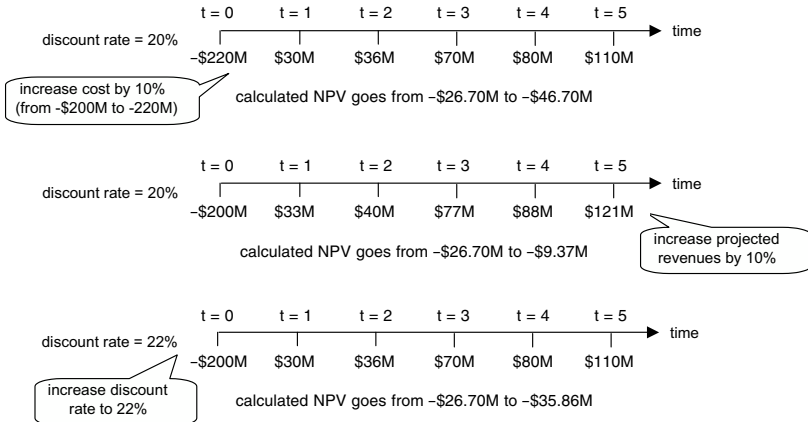 t = 0 t = 1 t = 2 t = 3 t = 4 t = 5
time
discount rate = 20%
–$220M $30M $36M $70M $80M $110M
increase cost by 10%
(from -$200M to -220M)
calculated NPV goes from –$26.70M to –$46.70M
t = 0 t = 1 t = 2 t = 3 t = 4 t = 5
time
discount rate = 20%
–$200M $33M $40M $77M $88M $121M
increase projected
revenues by 10%
calculated NPV goes from –$26.70M to –$9.37M
t = 0 t = 1 t = 2 t = 3 t = 4 t = 5
time
discount rate = 22%
–$200M $30M $36M $70M $80M $110M
increase discount
rate to 22%
calculated NPV goes from –$26.70M to –$35.86M